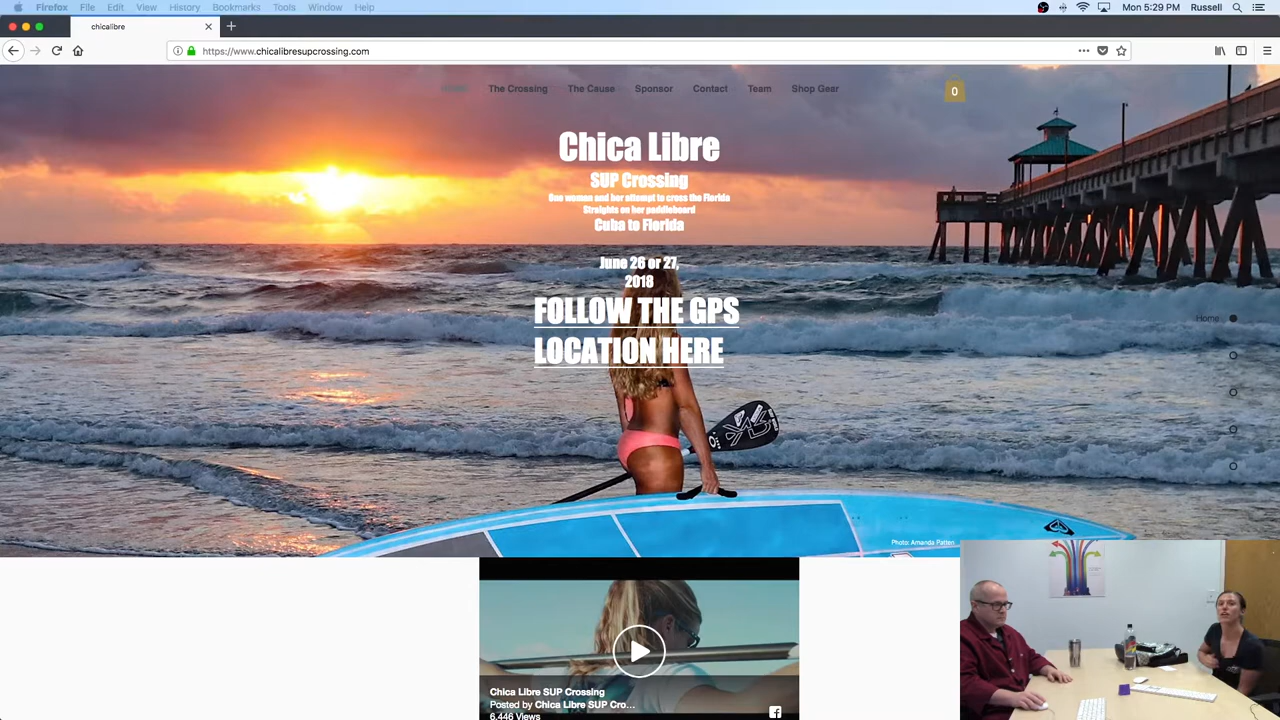 Firefox File Edit View History Bookmarks Tools Window Help Mon 5:29 PM Russell
chicalibre
https://www.chicalibresupcrossing.com
Home The Crossing The Cause Sponsor Contact Team Shop Gear 0
Chica Libre
SUP Crossing
One woman and her attempt to cross the Florida
Straights on her paddleboard
Cuba to Florida
June 26 or 27,
2018
FOLLOW THE GPS
LOCATION HERE
Home
Photo: Amanda Patten
Chica Libre SUP Crossing
Posted by Chica Libre SUP Cro...
6,446 Views